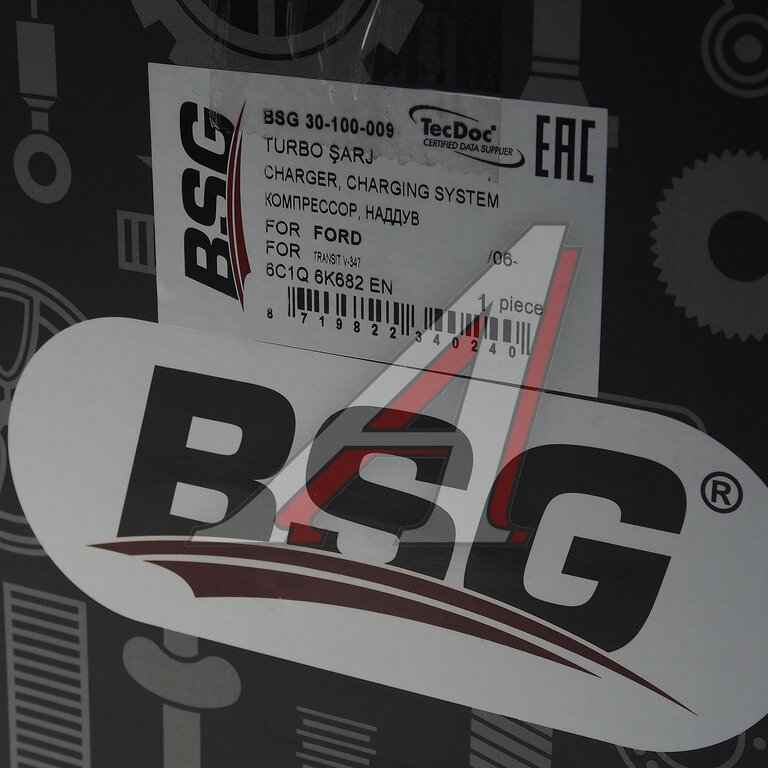 BSG
BSG 30-100-009
TecDoc
CERTIFIED DATA SUPPLIER
EAC
TURBO ŞARJ
CHARGER, CHARGING SYSTEM
КОМПРЕССОР, НАДДУВ
FOR FORD
FOR TRANSIT V-347 /06-
6C1Q 6K682 EN
1 piece
8 719822 340240
BSG®